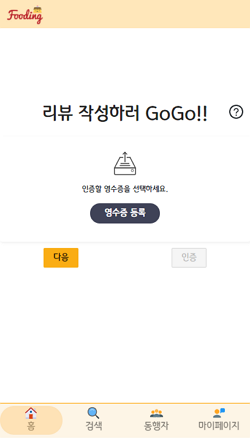 Fooding
리뷰 작성하러 GoGo!!
?
인증할 영수증을 선택하세요.
영수증 등록
다음 인증
홈 검색 동행자 마이페이지